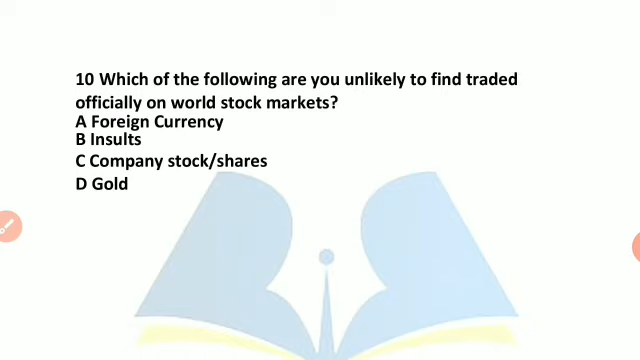 10 Which of the following are you unlikely to find traded
officially on world stock markets?
A Foreign Currency
B Insults
C Company stock/shares
D Gold